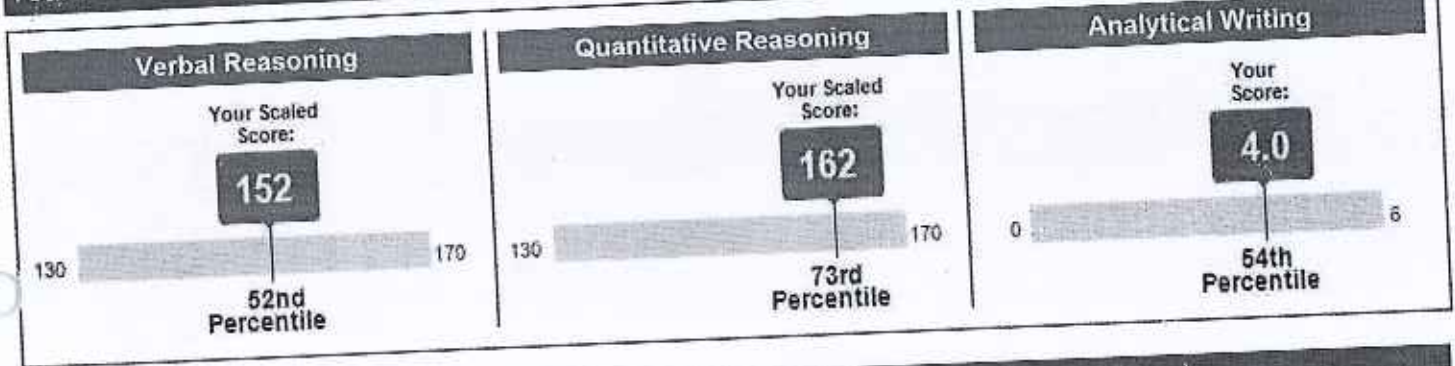 Verbal Reasoning
Your Scaled
Score:
152
130
170
52nd
Percentile
Quantitative Reasoning
Your Scaled
Score:
162
130
170
73rd
Percentile
Analytical Writing
Your
Score:
4.0
0
6
54th
Percentile